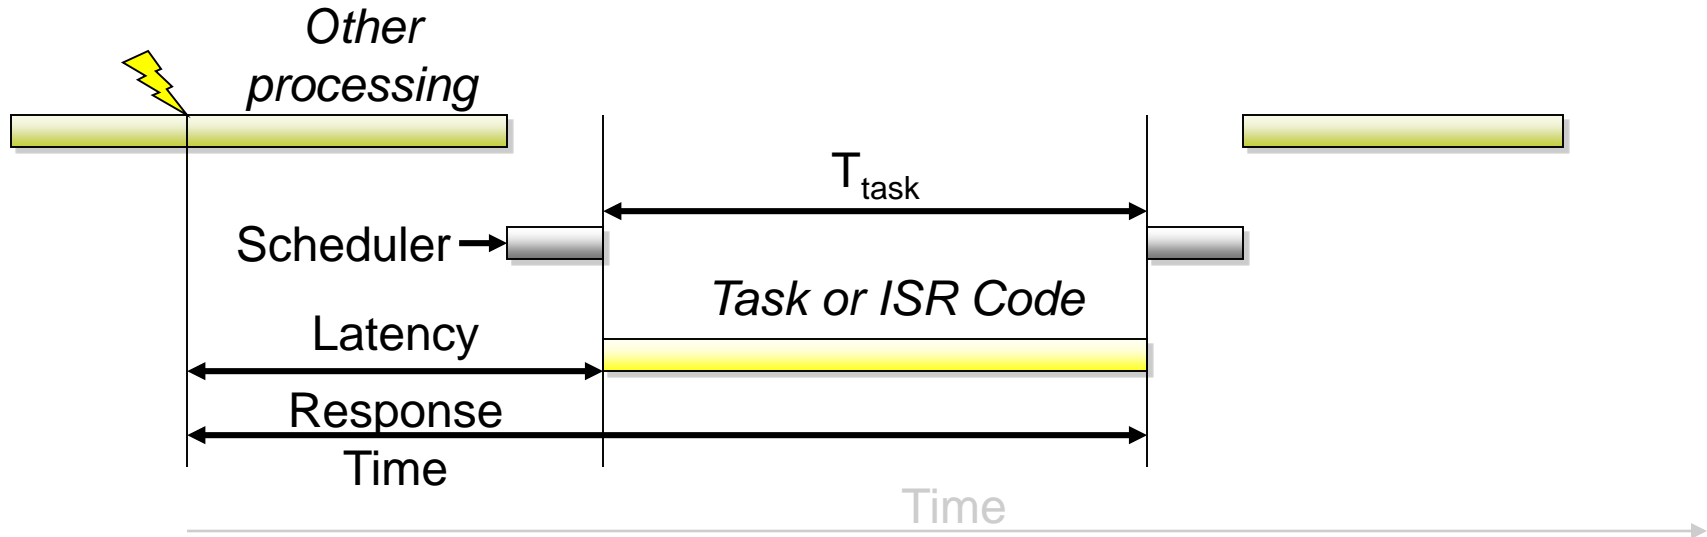 Other
processing
T_task
Scheduler
Task or ISR Code
Latency
Response
Time
Time